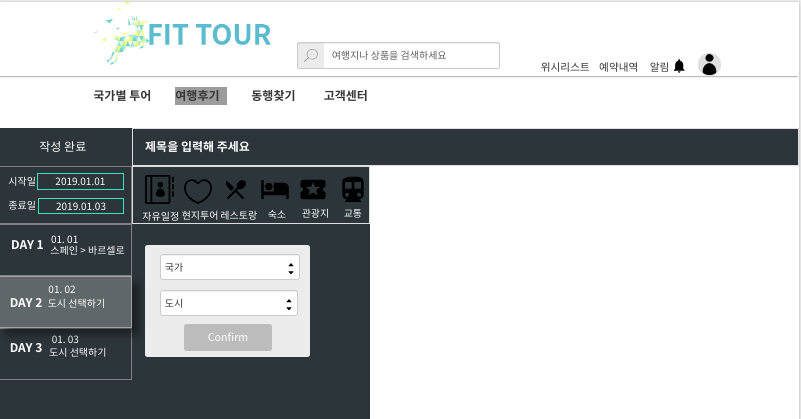 FIT TOUR
여행지나 상품을 검색하세요
위시리스트 예약내역 알림
국가별 투어 여행후기 동행찾기 고객센터
작성 완료
제목을 입력해 주세요
시작일 2019.01.01
종료일 2019.01.03
자유일정 현지투어 레스토랑 숙소 관광지 교통
DAY 1 01. 01
스페인 > 바르셀로
DAY 2 01. 02
도시 선택하기
DAY 3 01. 03
도시 선택하기
국가
도시
Confirm